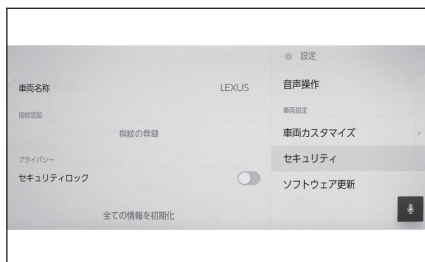 車両名称 LEXUS
指紋認証
指紋の登録
プライバシー
セキュリティロック
全ての情報を初期化
設定
音声操作
車両設定
車両カスタマイズ
セキュリティ
ソフトウェア更新